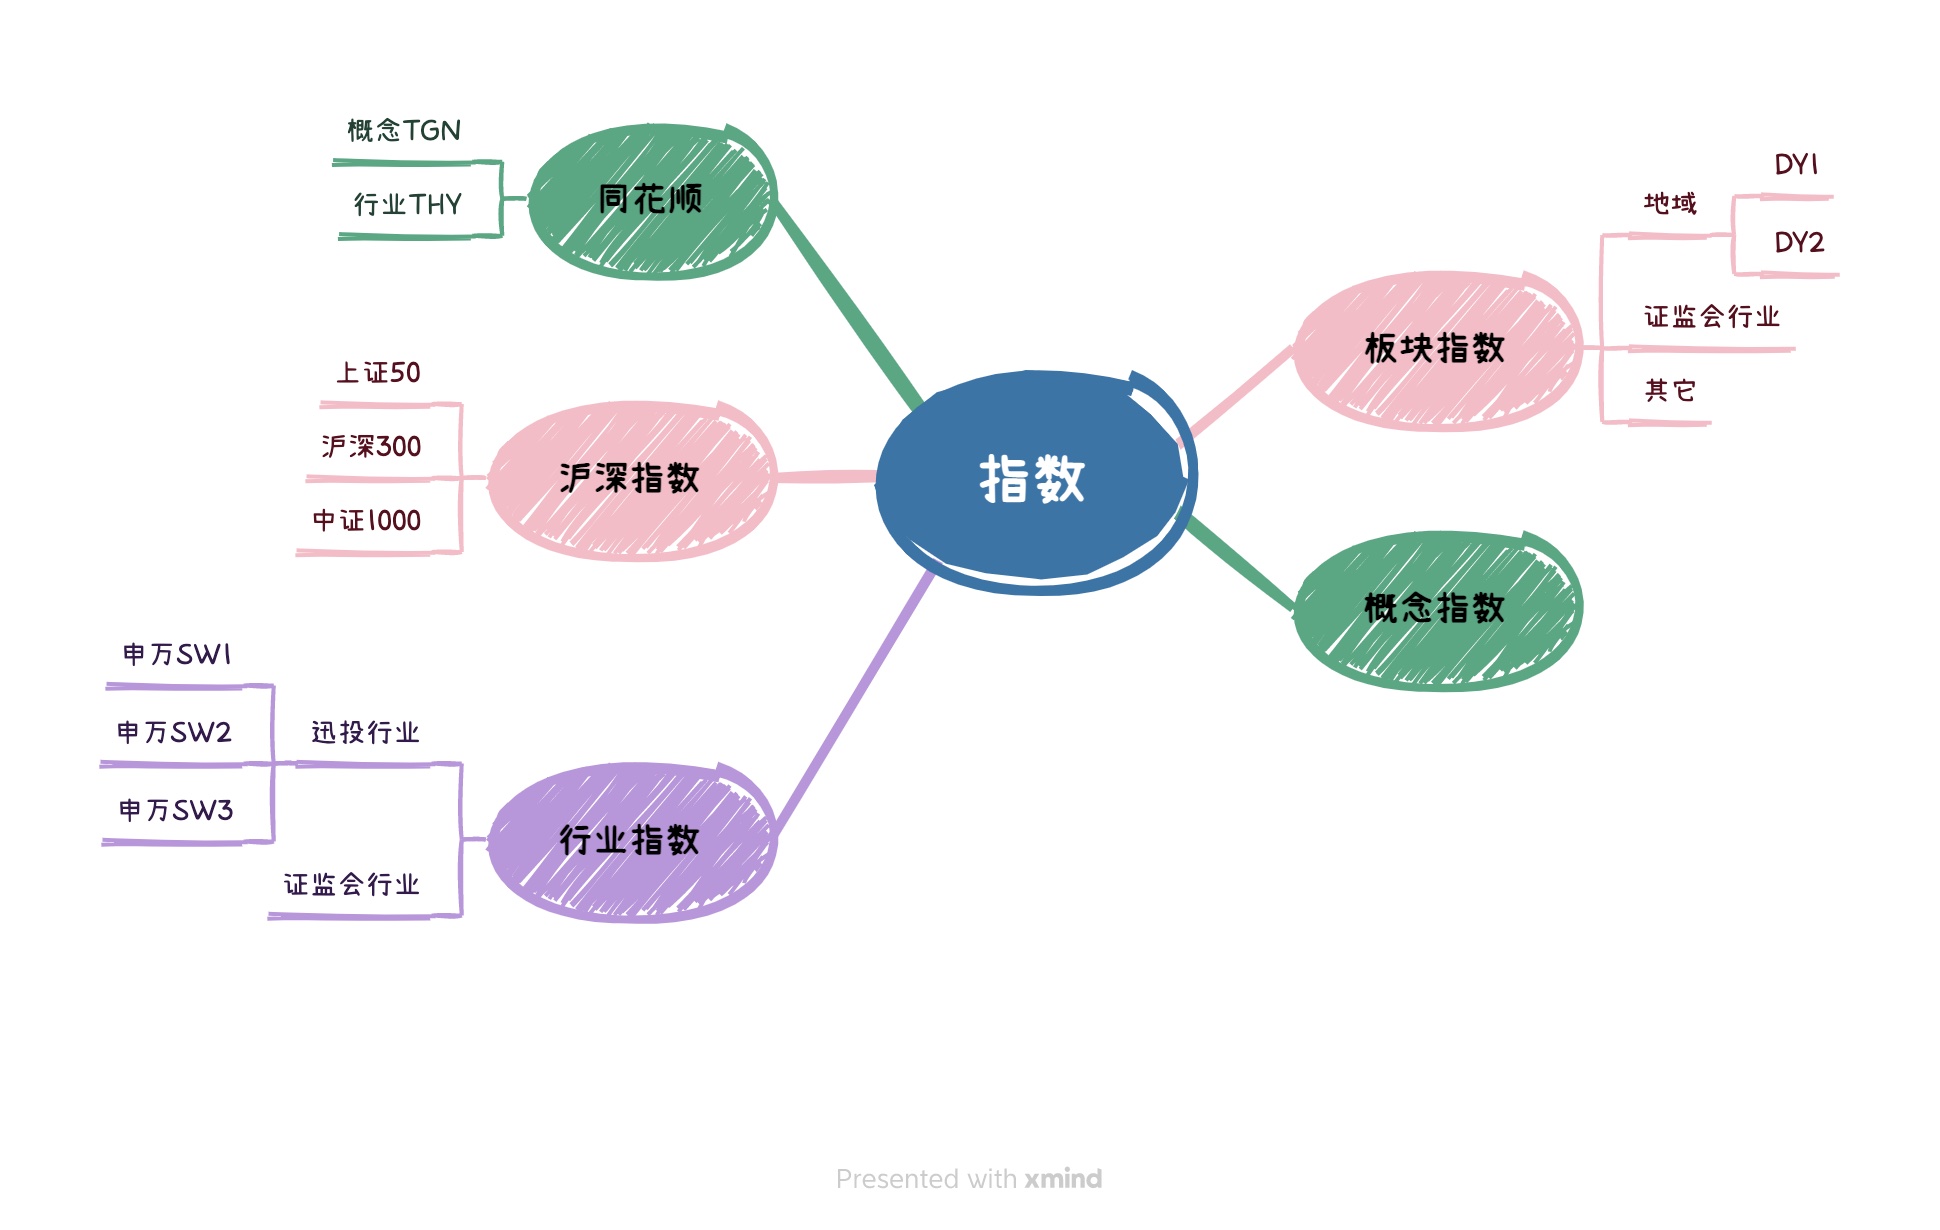 指数
同花顺
概念TGN
行业THY
沪深指数
上证50
沪深300
中证1000
行业指数
迅投行业
申万SW1
申万SW2
申万SW3
证监会行业
板块指数
地域
DY1
DY2
证监会行业
其它
概念指数
Presented with xmind